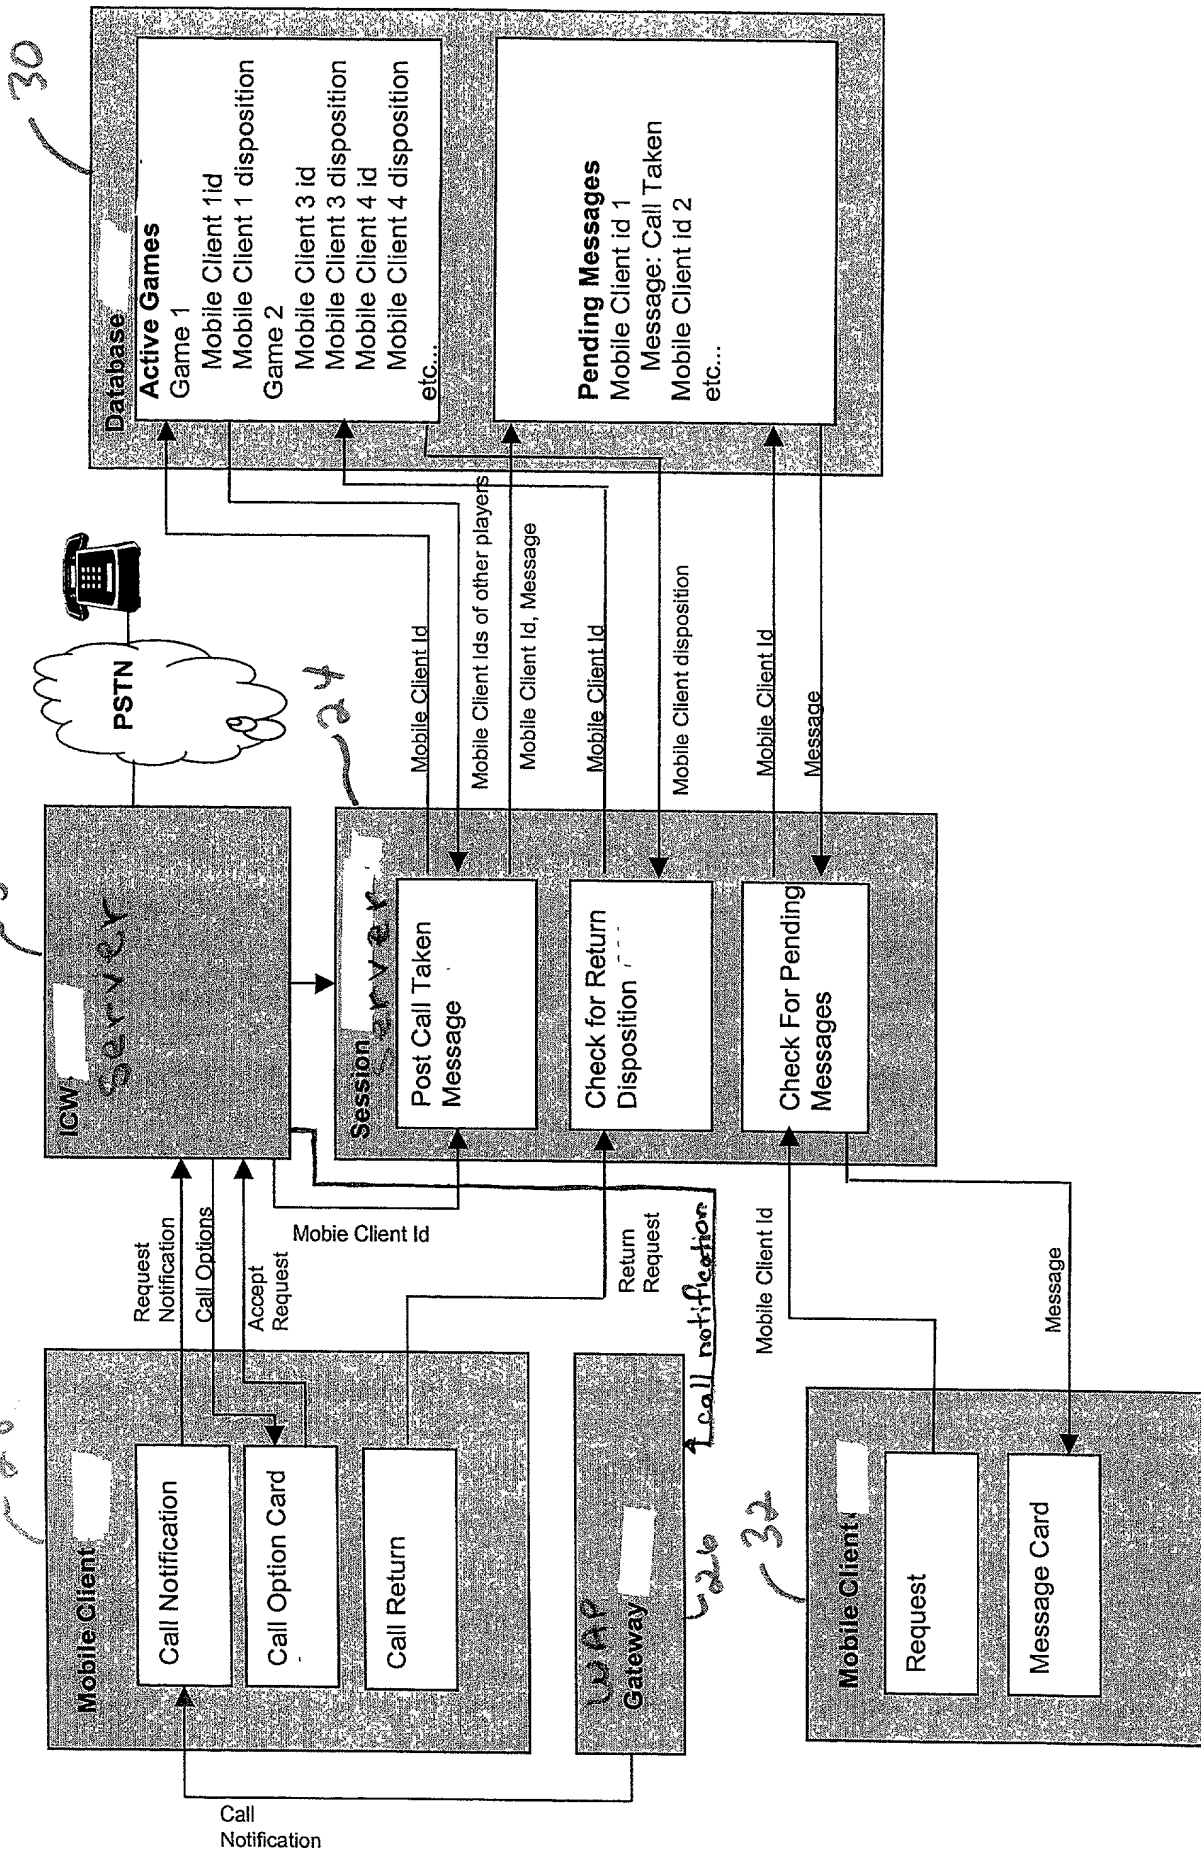 Mobile Client
Call Notification
Call Option Card
Call Return
Call
Notification
Request
Notification
Call Options
Accept
Request
Mobie Client Id
Return
Request
ICW
Server
PSTN
24
Session
Server
Post Call Taken
Message
Check for Return
Disposition
Check For Pending
Messages
WAP
Gateway
26
call notification
32
Mobile Client
Request
Message Card
Mobile Client Id
Message
Mobile Client Id
Mobile Client Ids of other players
Mobile Client Id, Message
Mobile Client Id
Mobile Client disposition
Mobile Client Id
Message
30
Database
Active Games
Game 1
Mobile Client 1id
Mobile Client 1 disposition
Game 2
Mobile Client 3 id
Mobile Client 3 disposition
Mobile Client 4 id
Mobile Client 4 disposition
etc...
Pending Messages
Mobile Client id 1
Message: Call Taken
Mobile Client id 2
etc...